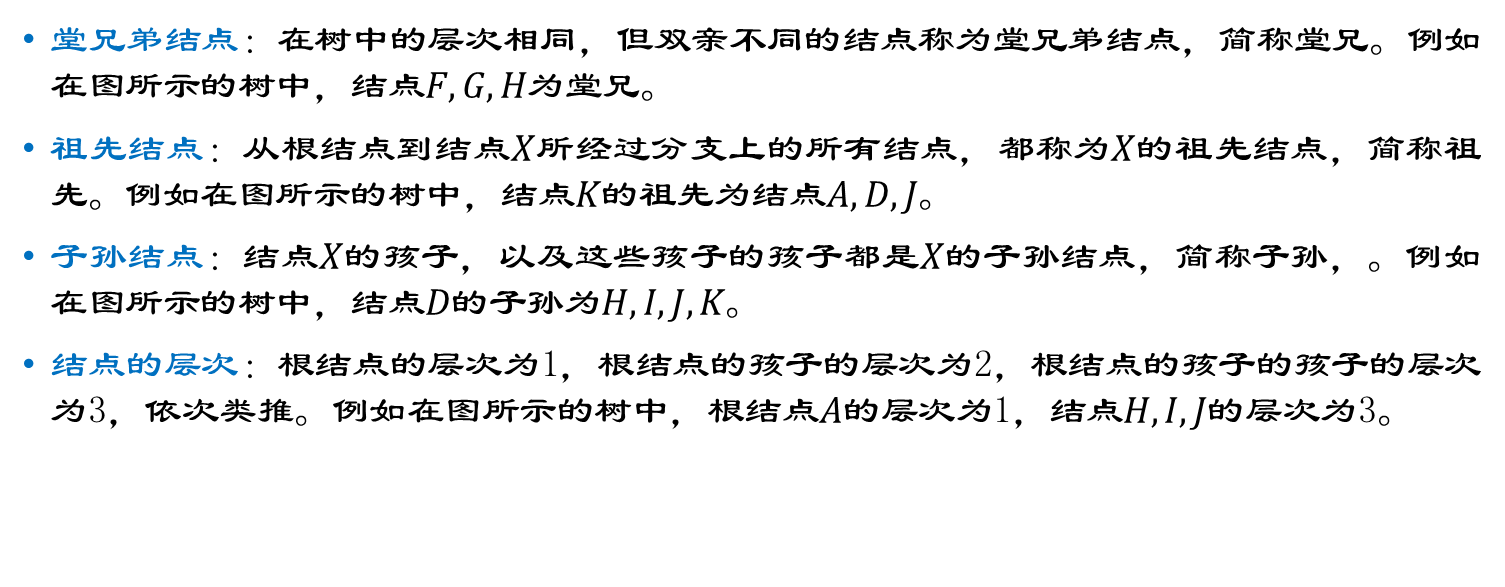 • 堂兄弟结点：在树中的层次相同，但双亲不同的结点称为堂兄弟结点，简称堂兄。例如
在图所示的树中，结点F, G, H为堂兄。
• 祖先结点：从根结点到结点X所经过分支上的所有结点，都称为X的祖先结点，简称祖
先。例如在图所示的树中，结点K的祖先为结点A, D, J。
• 子孙结点：结点X的孩子，以及这些孩子的孩子都是X的子孙结点，简称子孙，。例如
在图所示的树中，结点D的子孙为H, I, J, K。
• 结点的层次：根结点的层次为1，根结点的孩子的层次为2，根结点的孩子的孩子的层次
为3，依次类推。例如在图所示的树中，根结点A的层次为1，结点H, I, J的层次为3。